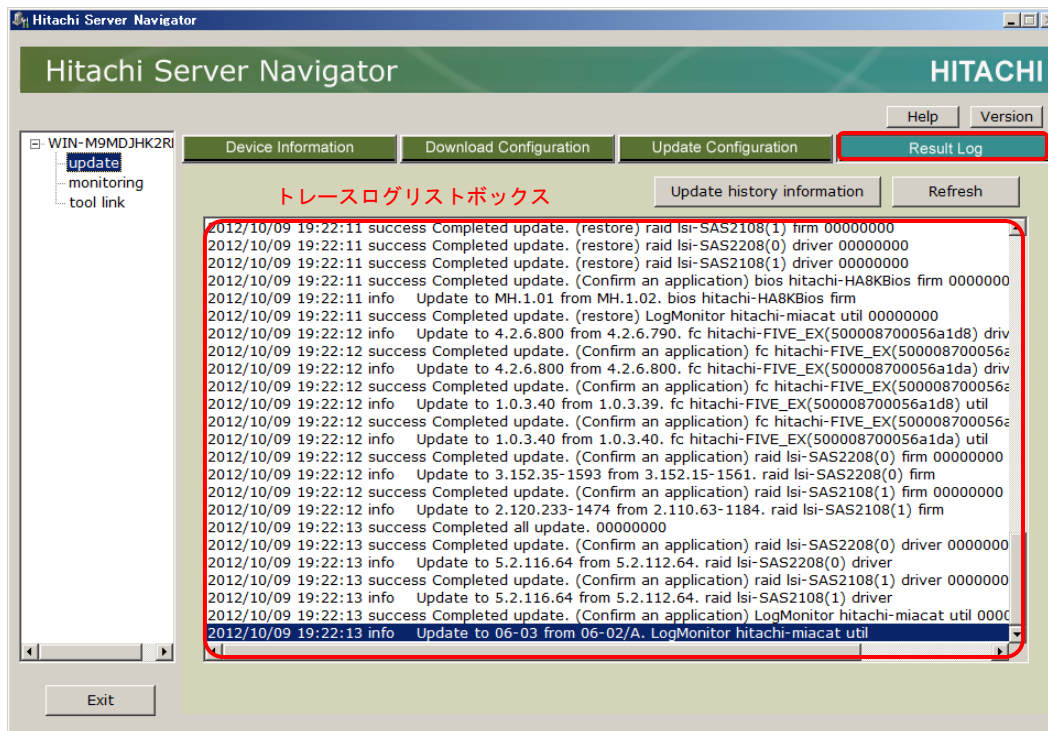 Hitachi Server Navigator
Hitachi Server Navigator
HITACHI
Help
Version
WIN-M9MDJHK2RI
update
monitoring
tool link
Device Information
Download Configuration
Update Configuration
Result Log
トレースログリストボックス
Update history information
Refresh
2012/10/09 19:22:11 success Completed update. (restore) raid lsi-SAS2108(1) firm 00000000
2012/10/09 19:22:11 success Completed update. (restore) raid lsi-SAS2208(0) driver 00000000
2012/10/09 19:22:11 success Completed update. (restore) raid lsi-SAS2108(1) driver 00000000
2012/10/09 19:22:11 success Completed update. (Confirm an application) bios hitachi-HA8KBios firm 0000000
2012/10/09 19:22:11 info Update to MH.1.01 from MH.1.02. bios hitachi-HA8KBios firm
2012/10/09 19:22:11 success Completed update. (restore) LogMonitor hitachi-miacat util 00000000
2012/10/09 19:22:12 info Update to 4.2.6.800 from 4.2.6.790. fc hitachi-FIVE_EX(500008700056a1d8) driv
2012/10/09 19:22:12 success Completed update. (Confirm an application) fc hitachi-FIVE_EX(500008700056a
2012/10/09 19:22:12 info Update to 4.2.6.800 from 4.2.6.800. fc hitachi-FIVE_EX(500008700056a1da) driv
2012/10/09 19:22:12 success Completed update. (Confirm an application) fc hitachi-FIVE_EX(500008700056a
2012/10/09 19:22:12 info Update to 1.0.3.40 from 1.0.3.39. fc hitachi-FIVE_EX(500008700056a1d8) util
2012/10/09 19:22:12 success Completed update. (Confirm an application) fc hitachi-FIVE_EX(500008700056a
2012/10/09 19:22:12 info Update to 1.0.3.40 from 1.0.3.40. fc hitachi-FIVE_EX(500008700056a1da) util
2012/10/09 19:22:12 success Completed update. (Confirm an application) raid lsi-SAS2208(0) firm 00000000
2012/10/09 19:22:12 info Update to 3.152.35-1593 from 3.152.15-1561. raid lsi-SAS2208(0) firm
2012/10/09 19:22:12 success Completed update. (Confirm an application) raid lsi-SAS2108(1) firm 00000000
2012/10/09 19:22:12 info Update to 2.120.233-1474 from 2.110.63-1184. raid lsi-SAS2108(1) firm
2012/10/09 19:22:13 success Completed all update. 00000000
2012/10/09 19:22:13 success Completed update. (Confirm an application) raid lsi-SAS2208(0) driver 0000000
2012/10/09 19:22:13 info Update to 5.2.116.64 from 5.2.112.64. raid lsi-SAS2208(0) driver
2012/10/09 19:22:13 success Completed update. (Confirm an application) raid lsi-SAS2108(1) driver 0000000
2012/10/09 19:22:13 info Update to 5.2.116.64 from 5.2.112.64. raid lsi-SAS2108(1) driver
2012/10/09 19:22:13 success Completed update. (Confirm an application) LogMonitor hitachi-miacat util 0000
2012/10/09 19:22:13 info Update to 06-03 from 06-02/A. LogMonitor hitachi-miacat util
Exit